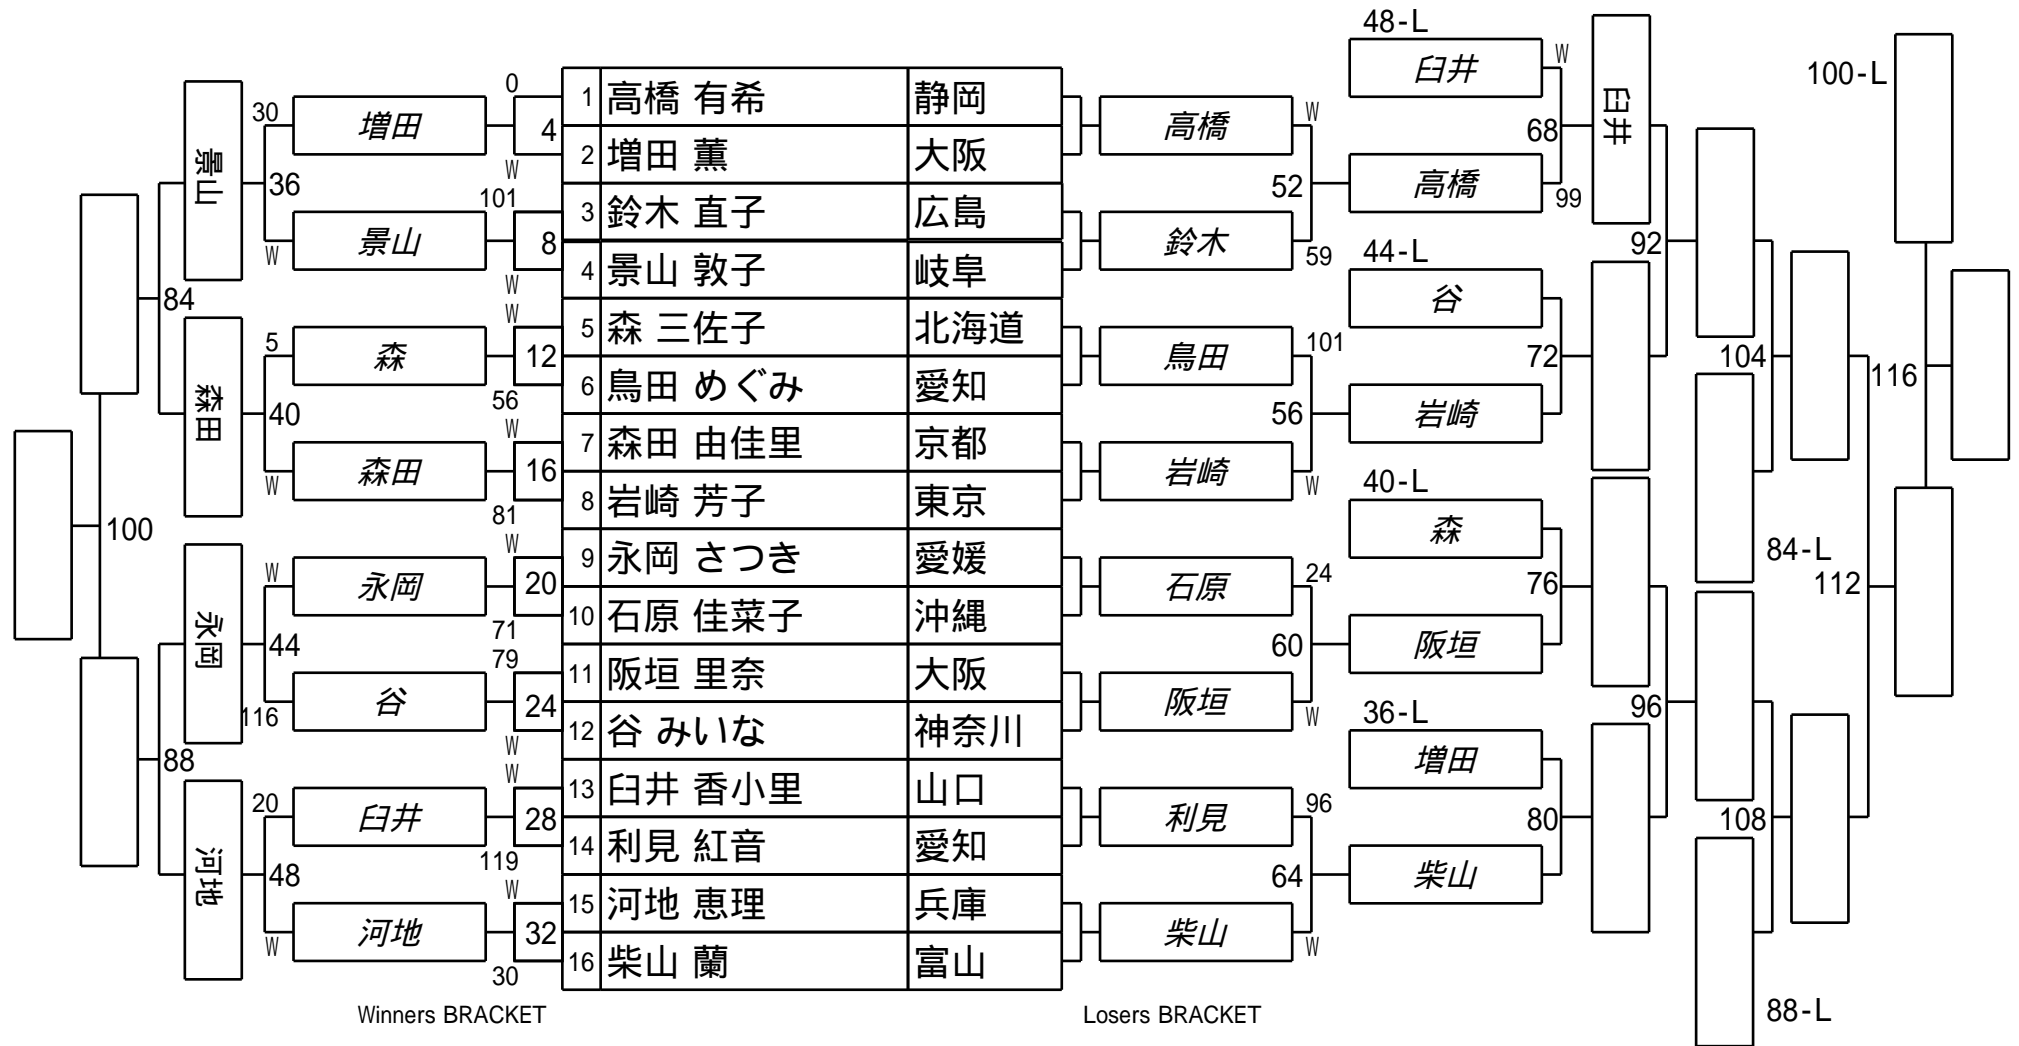 48-L
臼井 W
100-L
0
1 高橋 有希 静岡
30 増田 4 高橋 W 68 臼井
2 増田 薫 大阪
W
景山 36 52 高橋 99
101 3 鈴木 直子 広島
W 景山 8 鈴木 59
4 景山 敦子 岐阜
W
92
44-L
84
谷
W
5 森 三佐子 北海道
5 森 12 鳥田 101 72 104 116
6 鳥田 めぐみ 愛知
56
森田 40 56 岩崎
W
7 森田 由佳里 京都
W 森田 16 岩崎 W
8 岩崎 芳子 東京
81
40-L
100
森
W
9 永岡 さつき 愛媛
84-L
W 永岡 20 石原 24 76 112
10 石原 佳菜子 沖縄
71
永岡 44 60 阪垣
79
11 阪垣 里奈 大阪
116 谷 24 阪垣 W 96
36-L
12 谷 みいな 神奈川
W
88
増田
W
13 臼井 香小里 山口
20 臼井 28 利見 96 80 108
14 利見 紅音 愛知
119
河地 48 64 柴山
W
15 河地 恵理 兵庫
W 河地 32 柴山 W
16 柴山 蘭 富山
30
Winners BRACKET Losers BRACKET
88-L